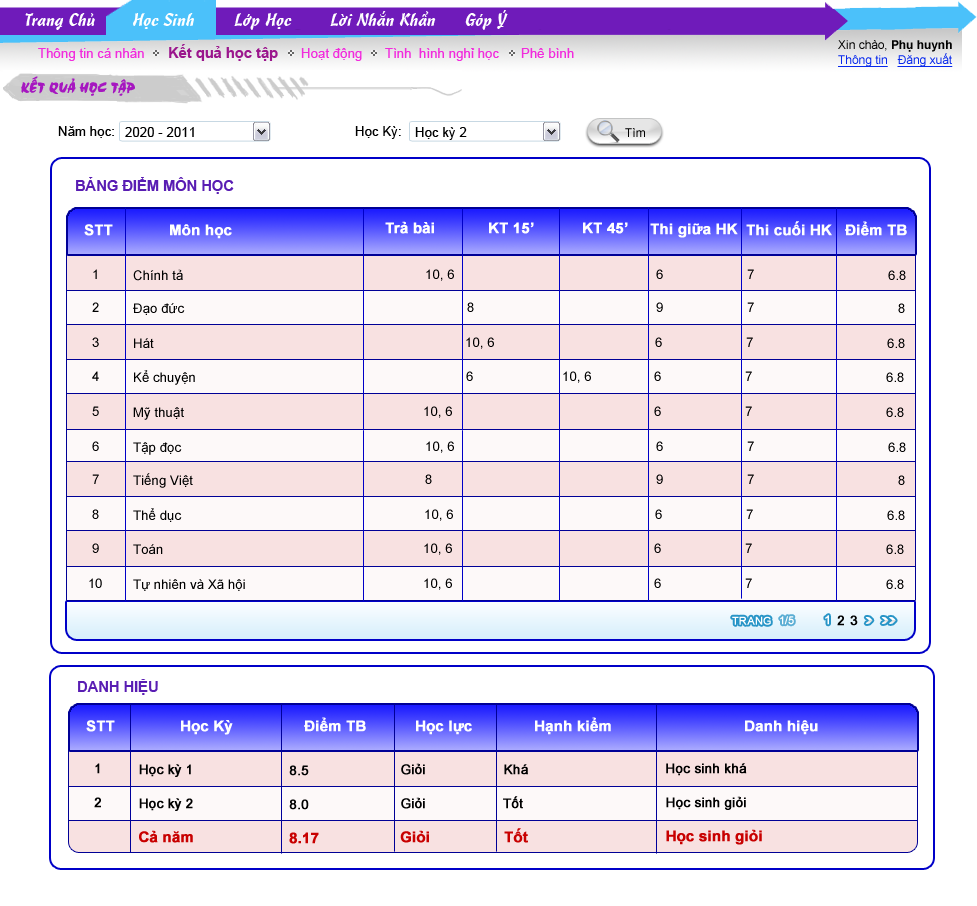 Trang Chủ Học Sinh Lớp Học Lời Nhắn Khẩn Góp Ý
Xin chào, Phụ huynh
Thông tin cá nhân Kết quả học tập Hoạt động Tình hình nghỉ học Phê bình
Thông tin Đăng xuất
KẾT QUẢ HỌC TẬP
Năm học: 2020 - 2011 Học Kỳ: Học kỳ 2 Tìm
BẢNG ĐIỂM MÔN HỌC
STT Môn học Trả bài KT 15’ KT 45’ Thi giữa HK Thi cuối HK Điểm TB
1 Chính tả 10, 6 6 7 6.8
2 Đạo đức 8 9 7 8
3 Hát 10, 6 6 7 6.8
4 Kể chuyện 6 10, 6 6 7 6.8
5 Mỹ thuật 10, 6 6 7 6.8
6 Tập đọc 10, 6 6 7 6.8
7 Tiếng Việt 8 9 7 8
8 Thể dục 10, 6 6 7 6.8
9 Toán 10, 6 6 7 6.8
10 Tự nhiên và Xã hội 10, 6 6 7 6.8
TRANG 1/5 1 2 3 > >>
DANH HIỆU
STT Học Kỳ Điểm TB Học lực Hạnh kiểm Danh hiệu
1 Học kỳ 1 8.5 Giỏi Khá Học sinh khá
2 Học kỳ 2 8.0 Giỏi Tốt Học sinh giỏi
Cả năm 8.17 Giỏi Tốt Học sinh giỏi